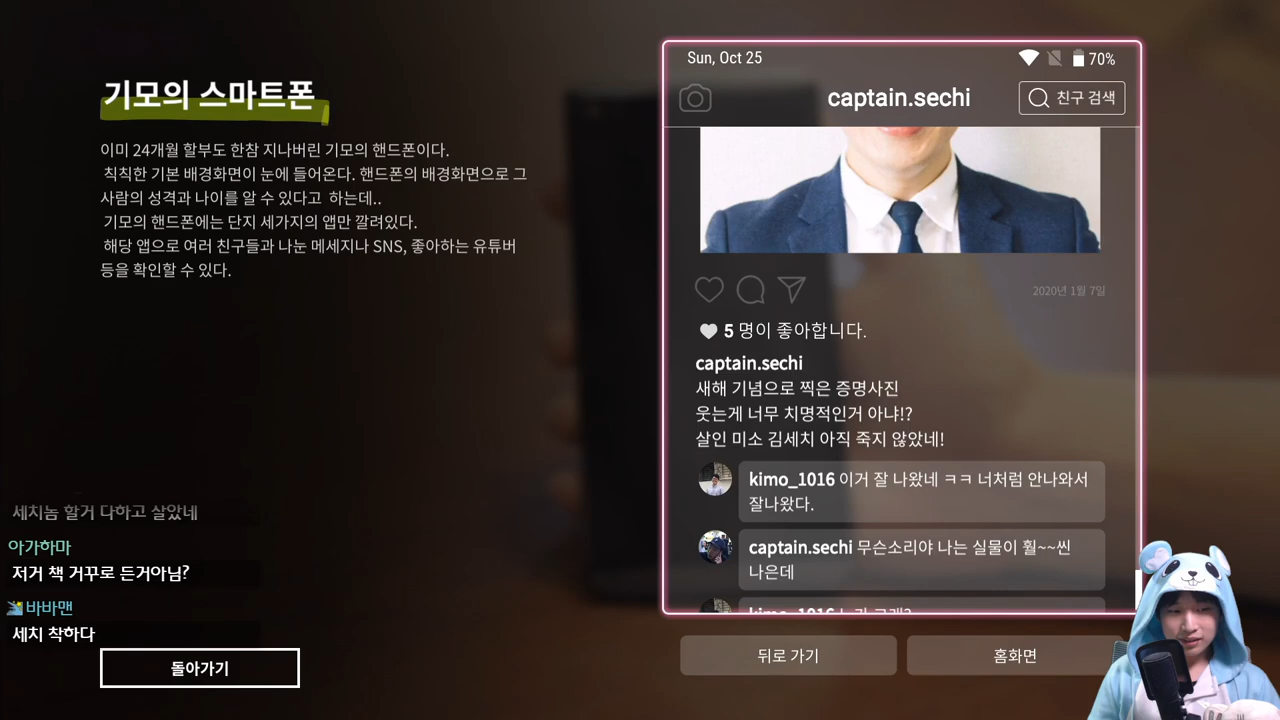 기모의 스마트폰
이미 24개월 할부도 한참 지나버린 기모의 핸드폰이다.
칙칙한 기본 배경화면이 눈에 들어온다. 핸드폰의 배경화면으로 그
사람의 성격과 나이를 알 수 있다고 하는데..
기모의 핸드폰에는 단지 세가지의 앱만 깔려있다.
해당 앱으로 여러 친구들과 나눈 메세지나 SNS, 좋아하는 유튜버
등을 확인할 수 있다.
세치놈 할거 다하고 살았네
아가하마
저거 책 거꾸로 든거아님?
바바맨
세치 착하다
돌아가기
Sun, Oct 25
70%
captain.sechi
친구 검색
2020년 1월 7일
5 명이 좋아합니다.
captain.sechi
새해 기념으로 찍은 증명사진
웃는게 너무 치명적인거 아냐!?
살인 미소 김세치 아직 죽지 않았네!
kimo_1016 이거 잘 나왔네 ㅋㅋ 너처럼 안나와서
잘나왔다.
captain.sechi 무슨소리야 나는 실물이 훨~~씬
나은데
kimo_1016
뒤로 가기
홈화면